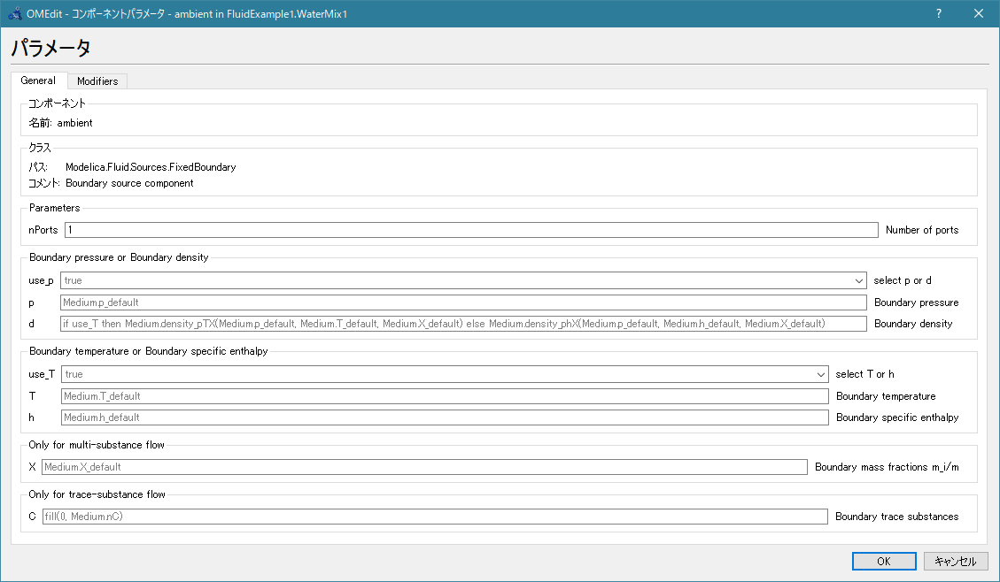 OMEdit - コンポーネントパラメータ - ambient in FluidExample1.WaterMix1
パラメータ
General Modifiers
コンポーネント
名前: ambient
クラス
パス: Modelica.Fluid.Sources.FixedBoundary
コメント: Boundary source component
Parameters
nPorts 1 Number of ports
Boundary pressure or Boundary density
use_p true select p or d
p Medium.p_default Boundary pressure
d if use_T then Medium.density_pTX(Medium.p_default, Medium.T_default, Medium.X_default) else Medium.density_phX(Medium.p_default, Medium.h_default, Medium.X_default) Boundary density
Boundary temperature or Boundary specific enthalpy
use_T true select T or h
T Medium.T_default Boundary temperature
h Medium.h_default Boundary specific enthalpy
Only for multi-substance flow
X Medium.X_default Boundary mass fractions m_i/m
Only for trace-substance flow
C fill(0, Medium.nC) Boundary trace substances
OK キャンセル